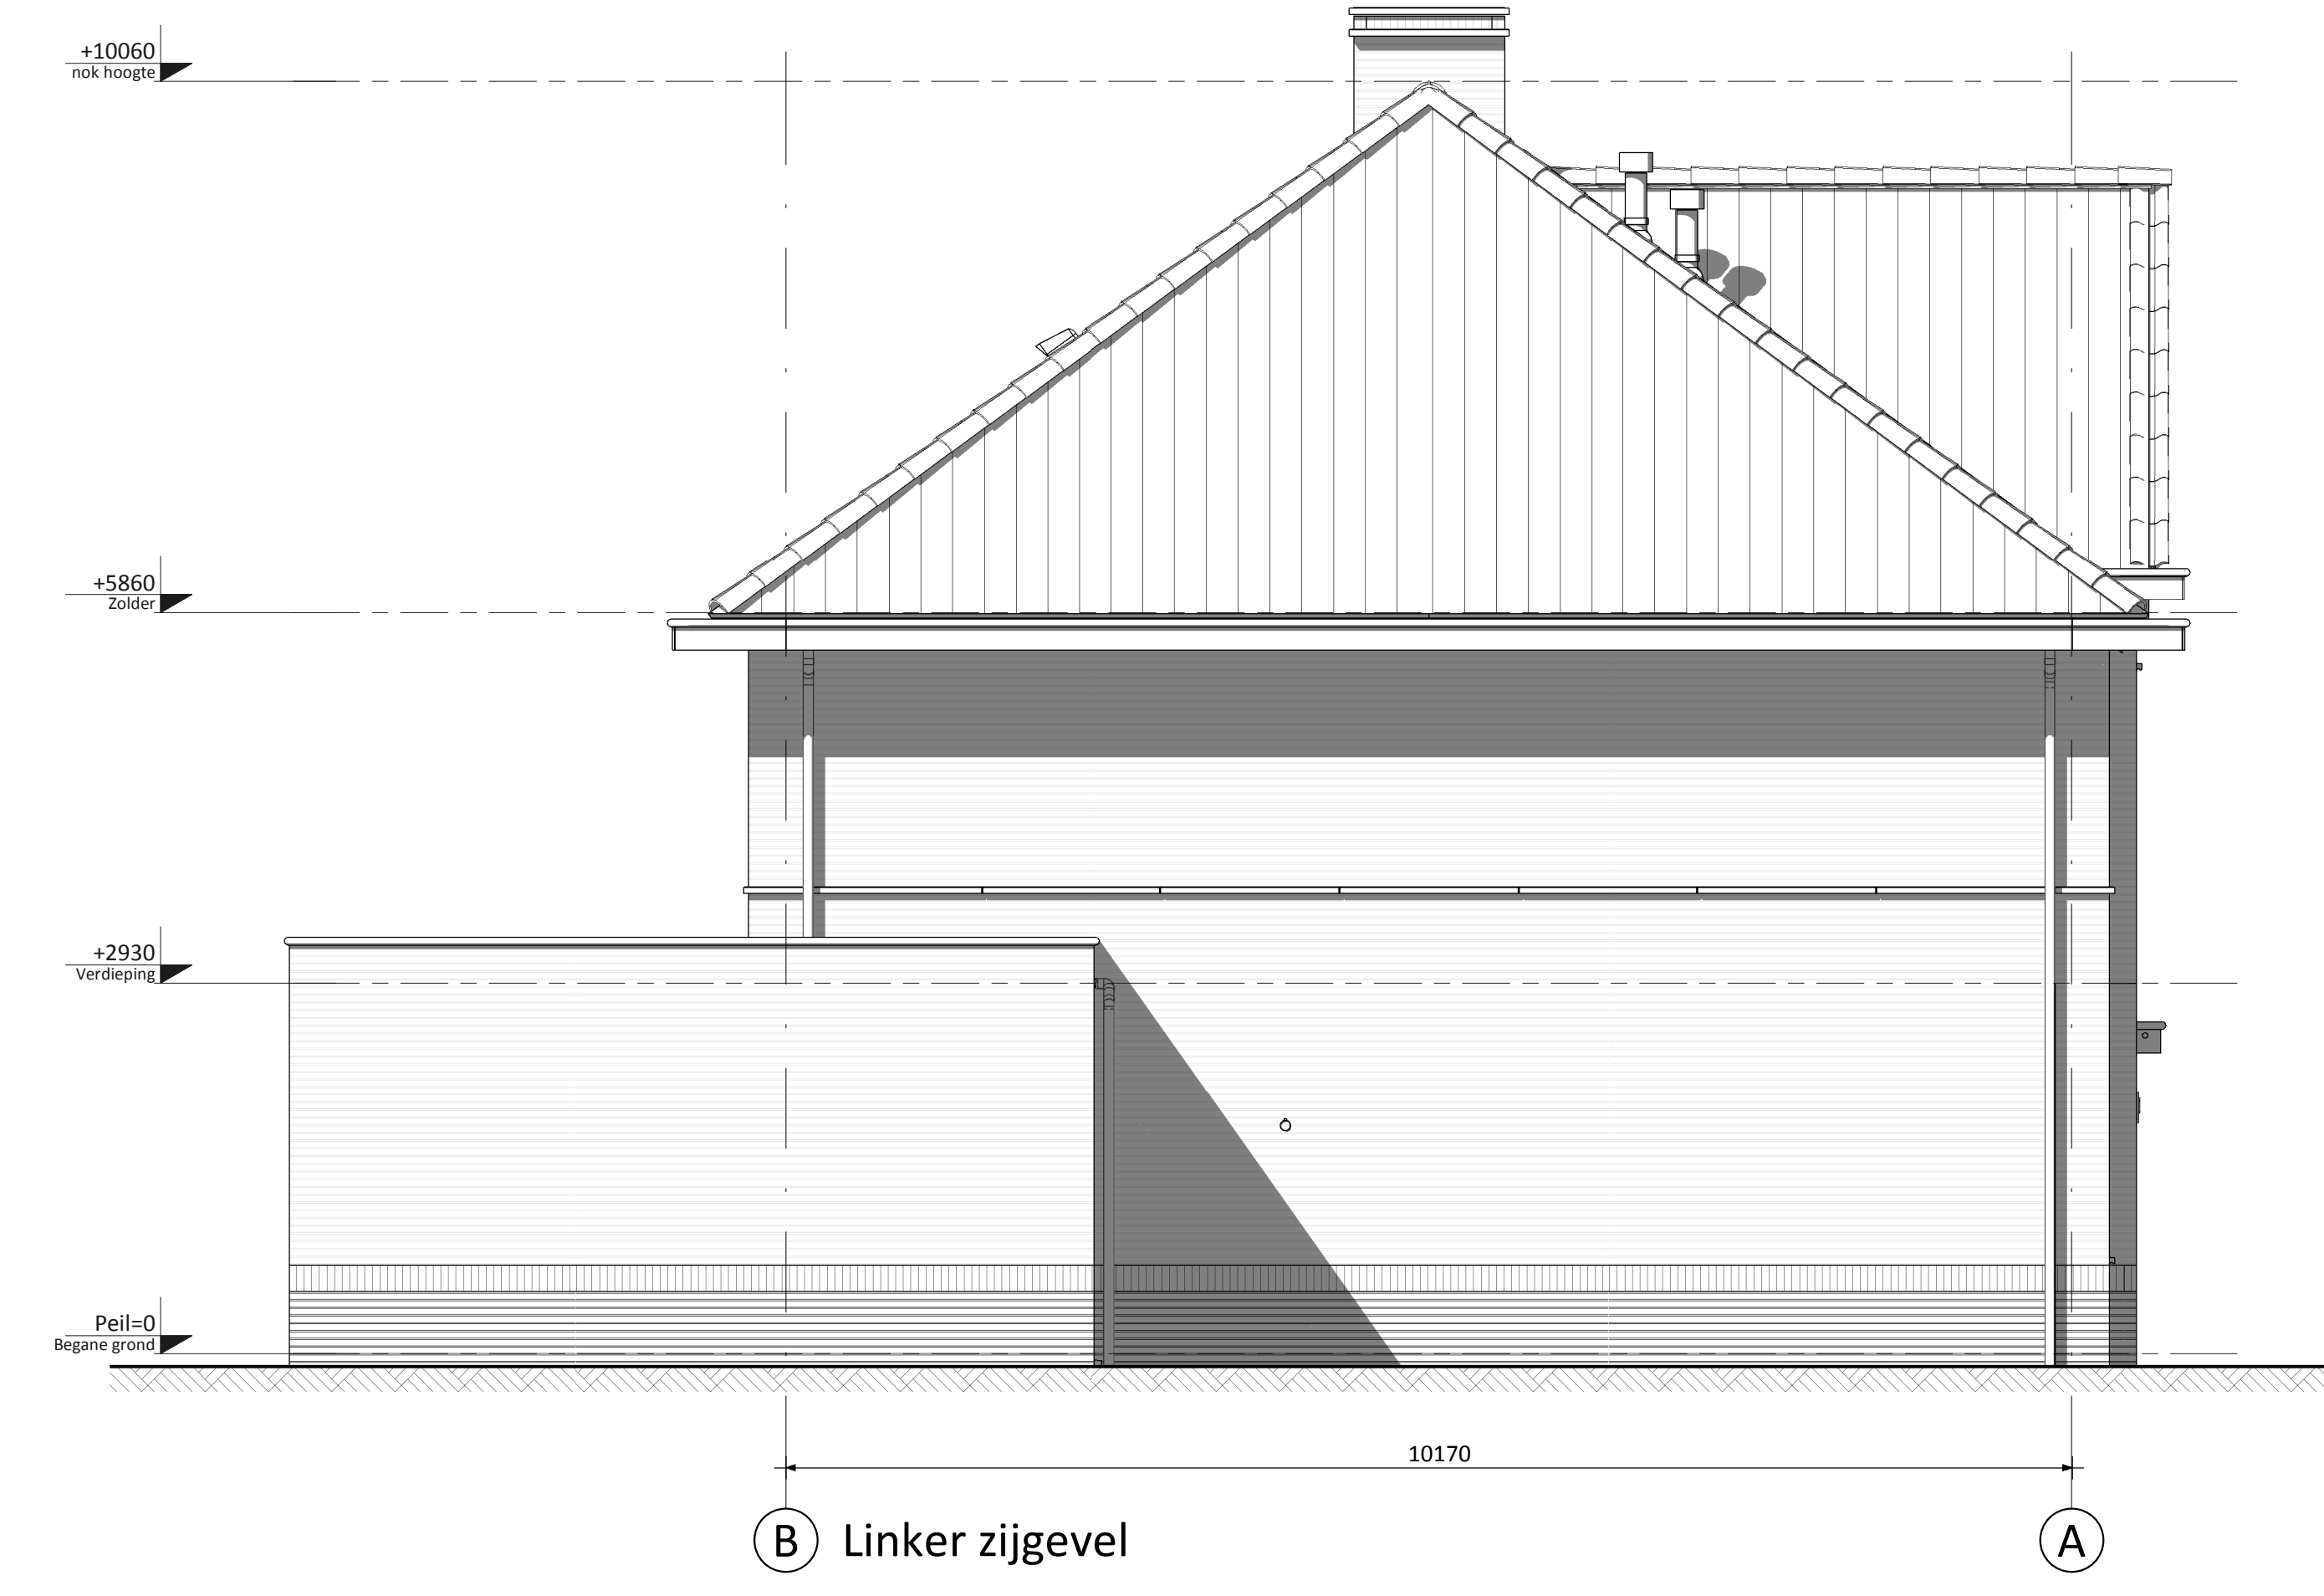 +10060
nok hoogte
+5860
Zolder
+2930
Verdieping
Peil=0
Begane grond
10170
B Linker zijgevel A